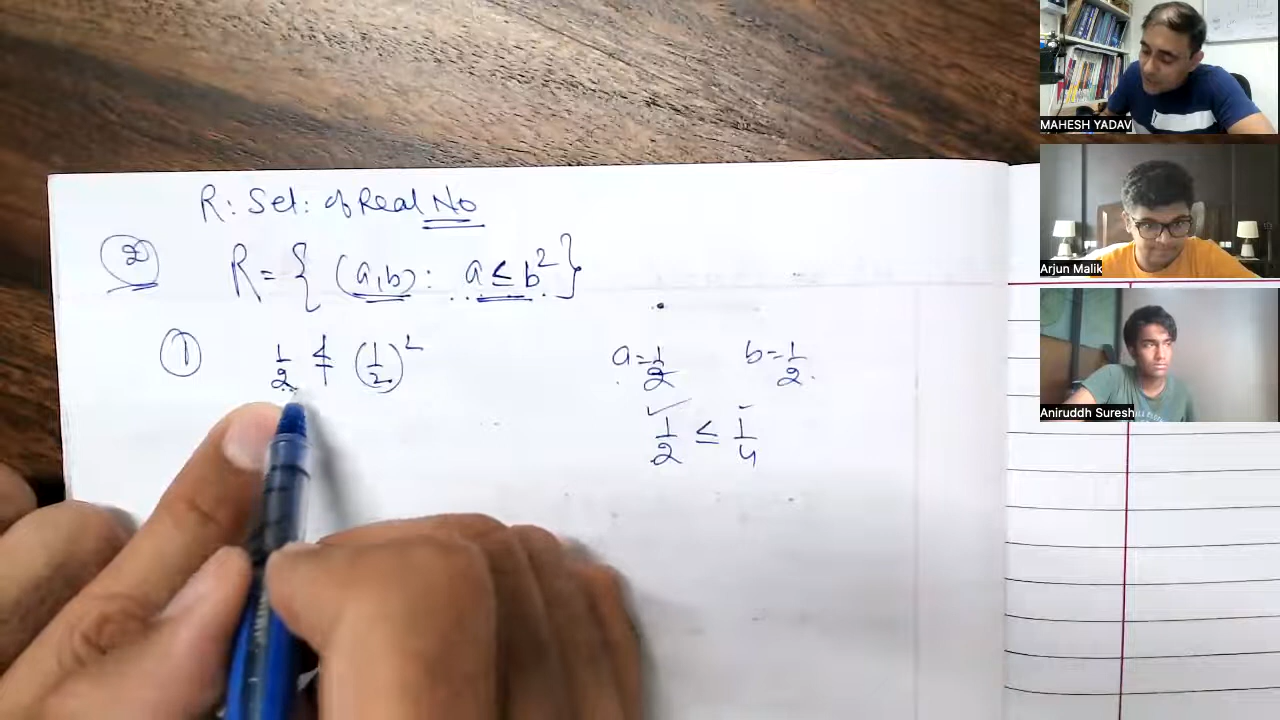 R: Set: of Real No
② R = { (a,b) : a ≤ b² }
① 1/2 ≰ (1/2)² a = 1/2 b = 1/2
1/2 ≤ 1/4
MAHESH YADAV
Arjun Malik
Aniruddh Suresh